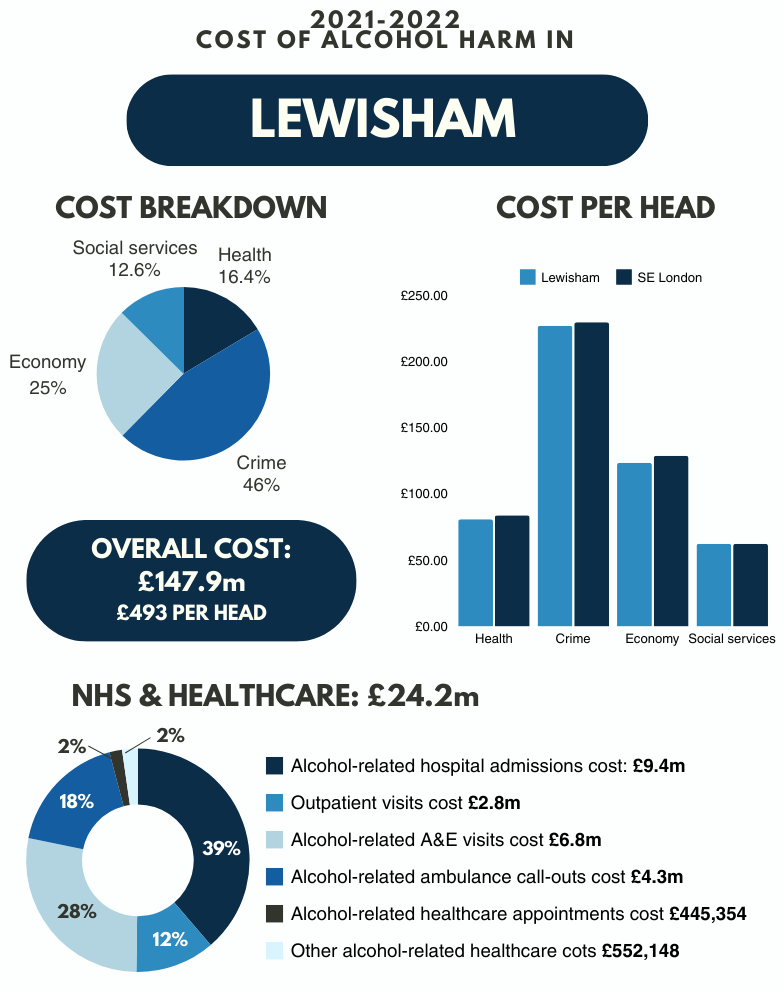 2021-2022
COST OF ALCOHOL HARM IN
LEWISHAM
COST BREAKDOWN
Social services
12.6%
Health
16.4%
Economy
25%
Crime
46%
OVERALL COST:
£147.9m
£493 PER HEAD
COST PER HEAD
Lewisham
SE London
£250.00
£200.00
£150.00
£100.00
£50.00
£0.00
Health
Crime
Economy
Social services
NHS & HEALTHCARE: £24.2m
2%
2%
18%
39%
28%
12%
Alcohol-related hospital admissions cost: £9.4m
Outpatient visits cost £2.8m
Alcohol-related A&E visits cost £6.8m
Alcohol-related ambulance call-outs cost £4.3m
Alcohol-related healthcare appointments cost £445,354
Other alcohol-related healthcare cots £552,148